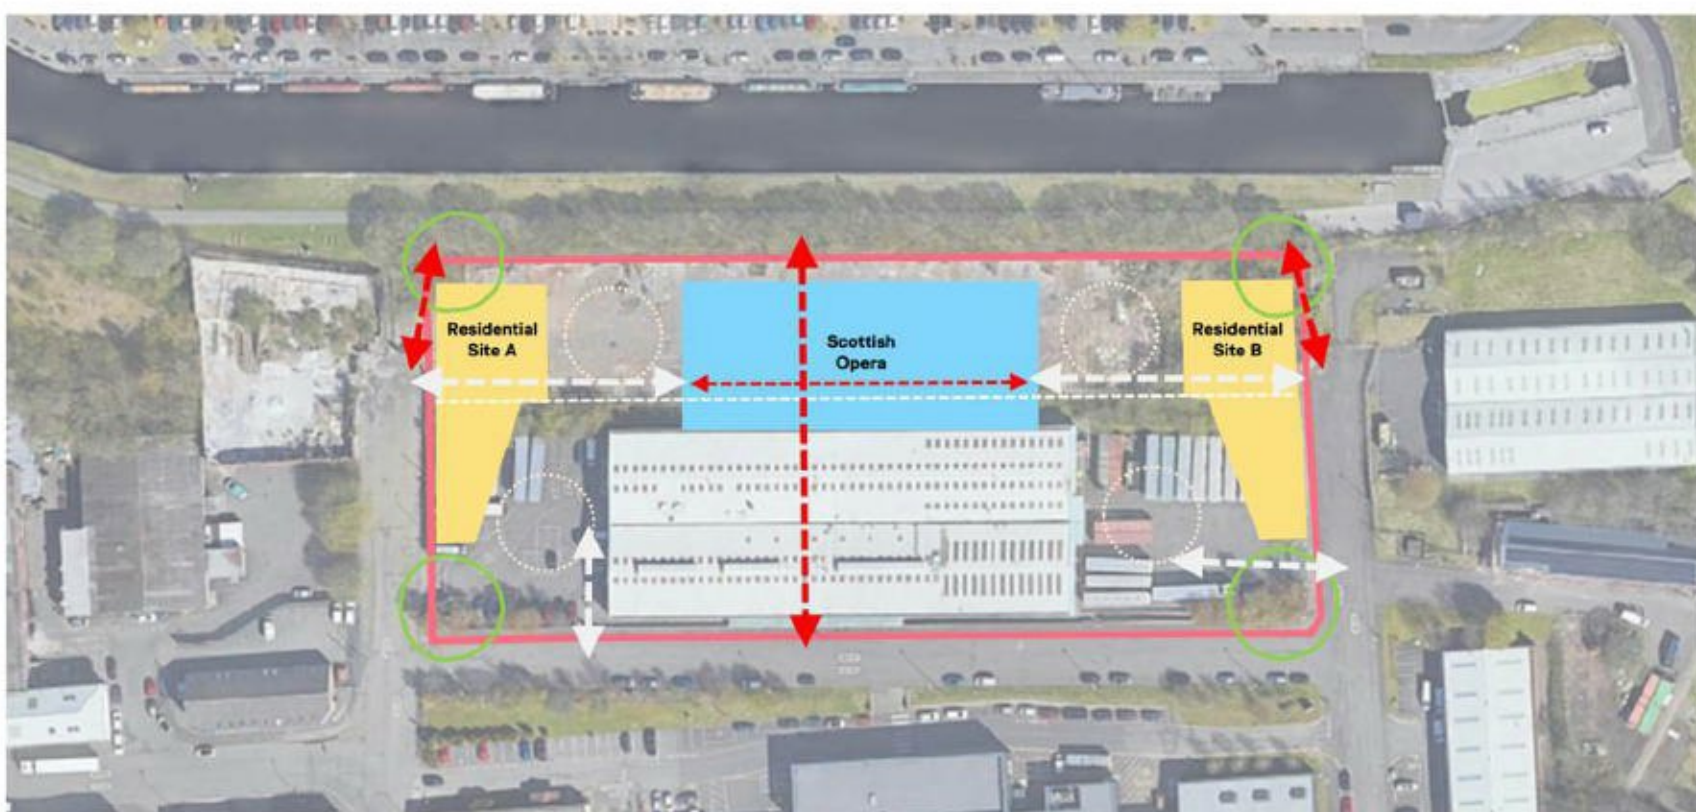 Residential
Site A
Scottish
Opera
Residential
Site B